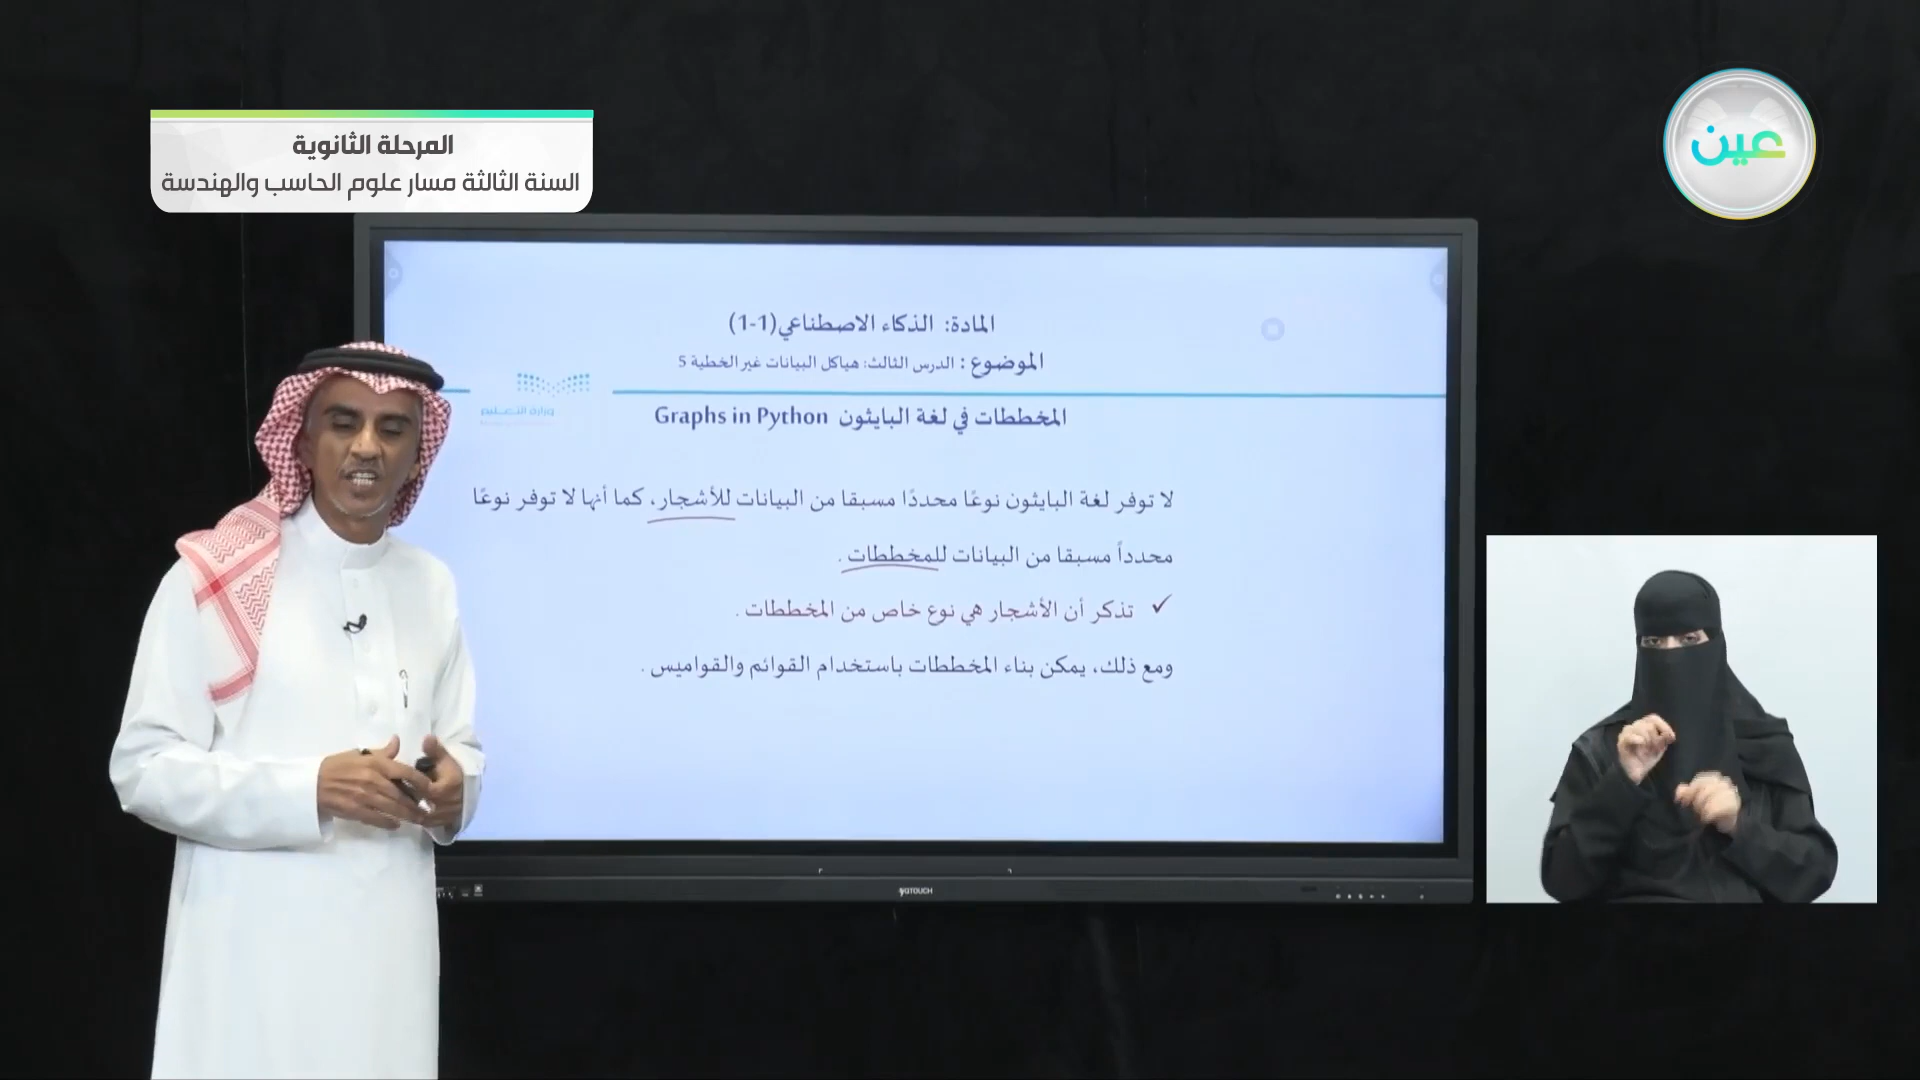 المرحلة الثانوية
السنة الثالثة مسار علوم الحاسب والهندسة
عين
المادة: الذكاء الاصطناعي(1-1)
الموضوع : الدرس الثالث: هياكل البيانات غير الخطية 5
وزارة التعليم
المخططات في لغة البايثون Graphs in Python
لا توفر لغة البايثون نوعًا محددًا مسبقا من البيانات للأشجار، كما أنها لا توفر نوعًا
محدداً مسبقا من البيانات للمخططات .
✓ تذكر أن الأشجار هي نوع خاص من المخططات .
ومع ذلك، يمكن بناء المخططات باستخدام القوائم والقواميس .